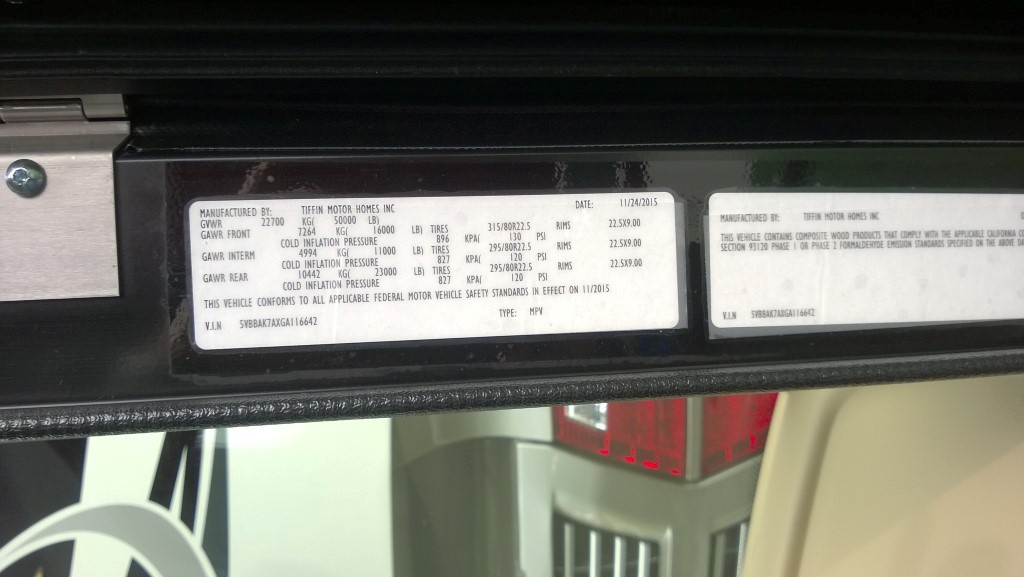 MANUFACTURED BY: TIFFIN MOTOR HOMES INC DATE: 11/24/2015
GVWR 22700 KG( 50000 LB)
GAWR FRONT 7264 KG( 16000 LB) TIRES 315/80R22.5 RIMS 22.5X9.00
COLD INFLATION PRESSURE 896 KPA( 130 PSI
GAWR INTERM 4994 KG( 11000 LB) TIRES 295/80R22.5 RIMS 22.5X9.00
COLD INFLATION PRESSURE 827 KPA( 120 PSI
GAWR REAR 10442 KG( 23000 LB) TIRES 295/80R22.5 RIMS 22.5X9.00
COLD INFLATION PRESSURE 827 KPA( 120 PSI
THIS VEHICLE CONFORMS TO ALL APPLICABLE FEDERAL MOTOR VEHICLE SAFETY STANDARDS IN EFFECT ON 11/2015
V.I.N 5VBBAK7AXGA116642 TYPE: MPV
MANUFACTURED BY: TIFFIN MOTOR HOMES INC
THIS VEHICLE CONTAINS COMPOSITE WOOD PRODUCTS THAT COMPLY WITH THE APPLICABLE CALIFORNIA
SECTION 93120 PHASE 1 OR PHASE 2 FORMALDEHYDE EMISSION STANDARDS SPECIFIED ON THE ABOVE
V.I.N 5VBBAK7AXGA116642